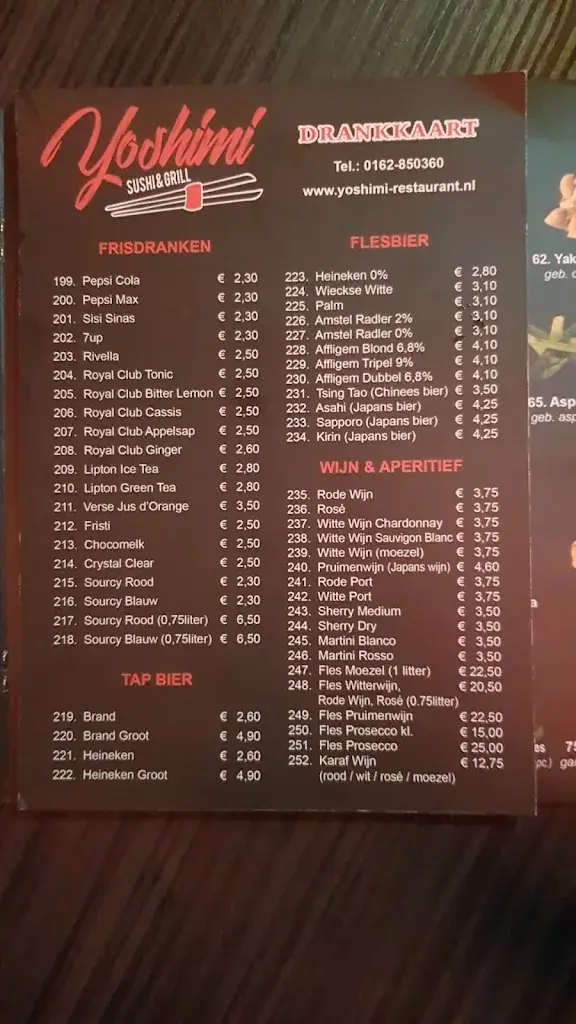 Yoshimi
SUSHI & GRILL
DRANKKAART
Tel.: 0162-850360
www.yoshimi-restaurant.nl
FRISDRANKEN
199. Pepsi Cola € 2,30
200. Pepsi Max € 2,30
201. Sisi Sinas € 2,30
202. 7up € 2,30
203. Rivella € 2,50
204. Royal Club Tonic € 2,50
205. Royal Club Bitter Lemon € 2,50
206. Royal Club Cassis € 2,50
207. Royal Club Appelsap € 2,50
208. Royal Club Ginger € 2,60
209. Lipton Ice Tea € 2,80
210. Lipton Green Tea € 2,80
211. Verse Jus d'Orange € 3,50
212. Fristi € 2,50
213. Chocomelk € 2,50
214. Crystal Clear € 2,50
215. Sourcy Rood € 2,30
216. Sourcy Blauw € 2,30
217. Sourcy Rood (0,75liter) € 6,50
218. Sourcy Blauw (0,75liter) € 6,50
TAP BIER
219. Brand € 2,60
220. Brand Groot € 4,90
221. Heineken € 2,60
222. Heineken Groot € 4,90
FLESBIER
223. Heineken 0% € 2,80
224. Wieckse Witte € 3,10
225. Palm € 3,10
226. Amstel Radler 2% € 3,10
227. Amstel Radler 0% € 3,10
228. Affligem Blond 6,8% € 4,10
229. Affligem Tripel 9% € 4,10
230. Affligem Dubbel 6,8% € 4,10
231. Tsing Tao (Chinees bier) € 3,50
232. Asahi (Japans bier) € 4,25
233. Sapporo (Japans bier) € 4,25
234. Kirin (Japans bier) € 4,25
WIJN & APERITIEF
235. Rode Wijn € 3,75
236. Rosé € 3,75
237. Witte Wijn Chardonnay € 3,75
238. Witte Wijn Sauvigon Blanc € 3,75
239. Witte Wijn (moezel) € 3,75
240. Pruimenwijn (Japans wijn) € 4,60
241. Rode Port € 3,75
242. Witte Port € 3,75
243. Sherry Medium € 3,50
244. Sherry Dry € 3,50
245. Martini Blanco € 3,50
246. Martini Rosso € 3,50
247. Fles Moezel (1 litter) € 22,50
248. Fles Witterwijn, € 20,50
Rode Wijn, Rosé (0.75litter)
249. Fles Pruimenwijn € 22,50
250. Fles Prosecco kl. € 15,00
251. Fles Prosecco € 25,00
252. Karaf Wijn € 12,75
(rood / wit / rosé / moezel)
62. Yak
geb.
65. Asp
geb. asp